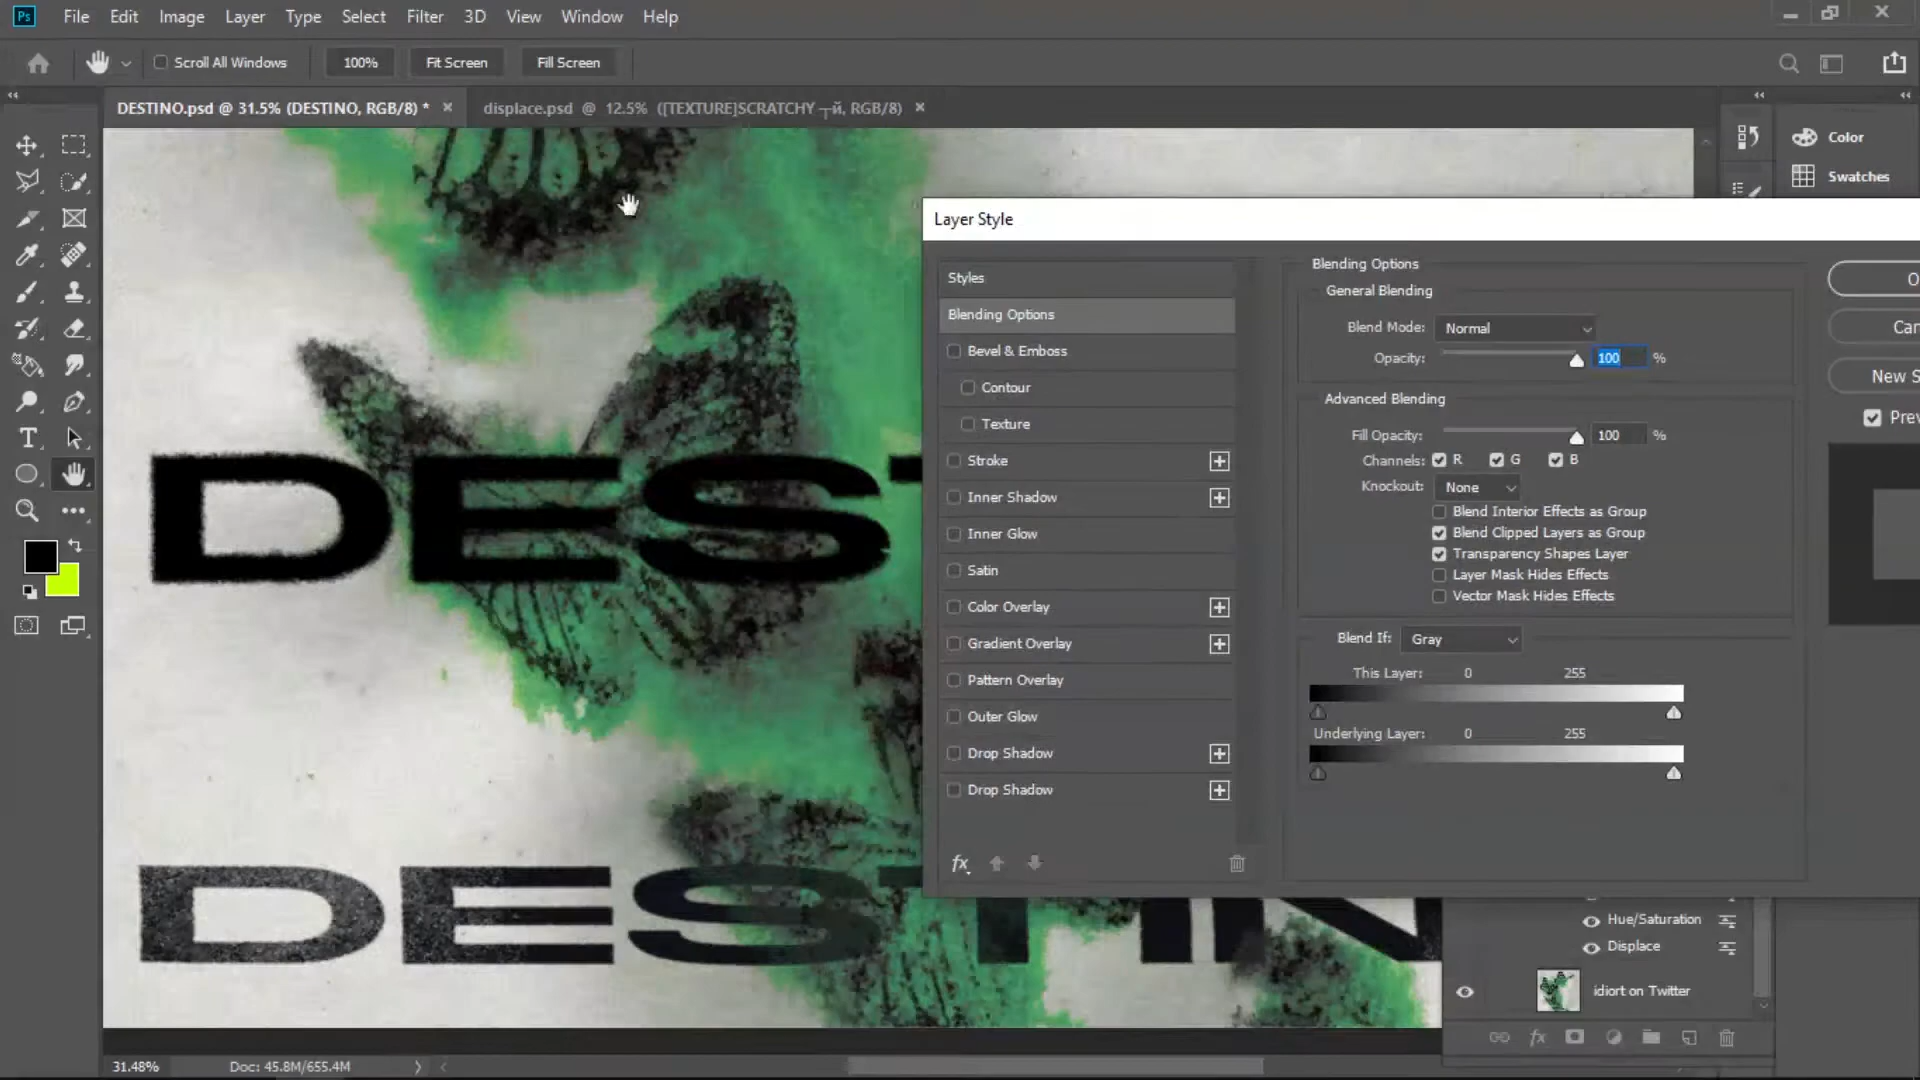 Ps File Edit Image Layer Type Select Filter 3D View Window Help
Scroll All Windows 100% Fit Screen Fill Screen
DESTINO.psd @ 31.5% (DESTINO, RGB/8) * × displace.psd @ 12.5% ([TEXTURE]SCRATCHY ┬й, RGB/8) ×
Color
Swatches
Layer Style
Styles
Blending Options
Bevel & Emboss
Contour
Texture
Stroke
Inner Shadow
Inner Glow
Satin
Color Overlay
Gradient Overlay
Pattern Overlay
Outer Glow
Drop Shadow
Drop Shadow
fx
Blending Options
General Blending
Blend Mode: Normal
Opacity: 100 %
Advanced Blending
Fill Opacity: 100 %
Channels: R G B
Knockout: None
Blend Interior Effects as Group
Blend Clipped Layers as Group
Transparency Shapes Layer
Layer Mask Hides Effects
Vector Mask Hides Effects
Blend If: Gray
This Layer: 0 255
Underlying Layer: 0 255
O
Can
New S
Prev
DEST
DESTIN
Hue/Saturation
Displace
idiort on Twitter
fx
31.48% Doc: 45.8M/655.4M